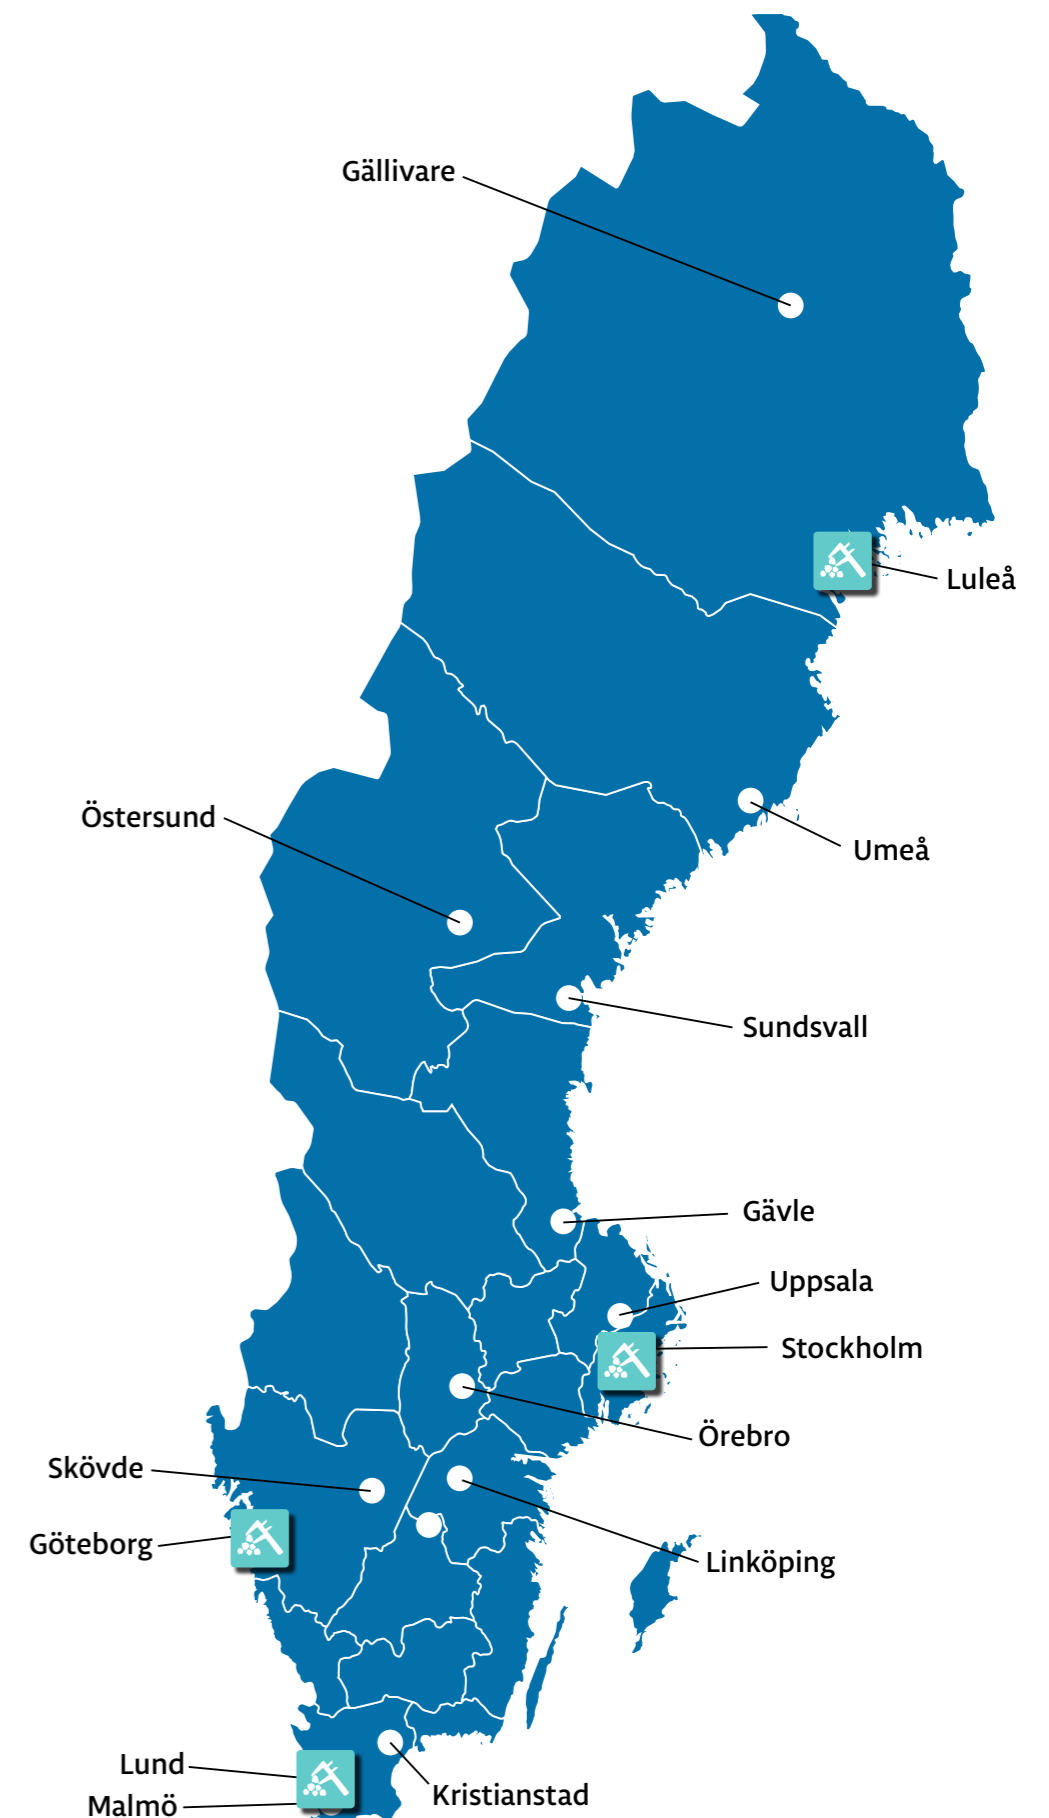 Gällivare
Luleå
Östersund
Umeå
Sundsvall
Gävle
Uppsala
Stockholm
Örebro
Skövde
Göteborg
Linköping
Lund
Kristianstad
Malmö